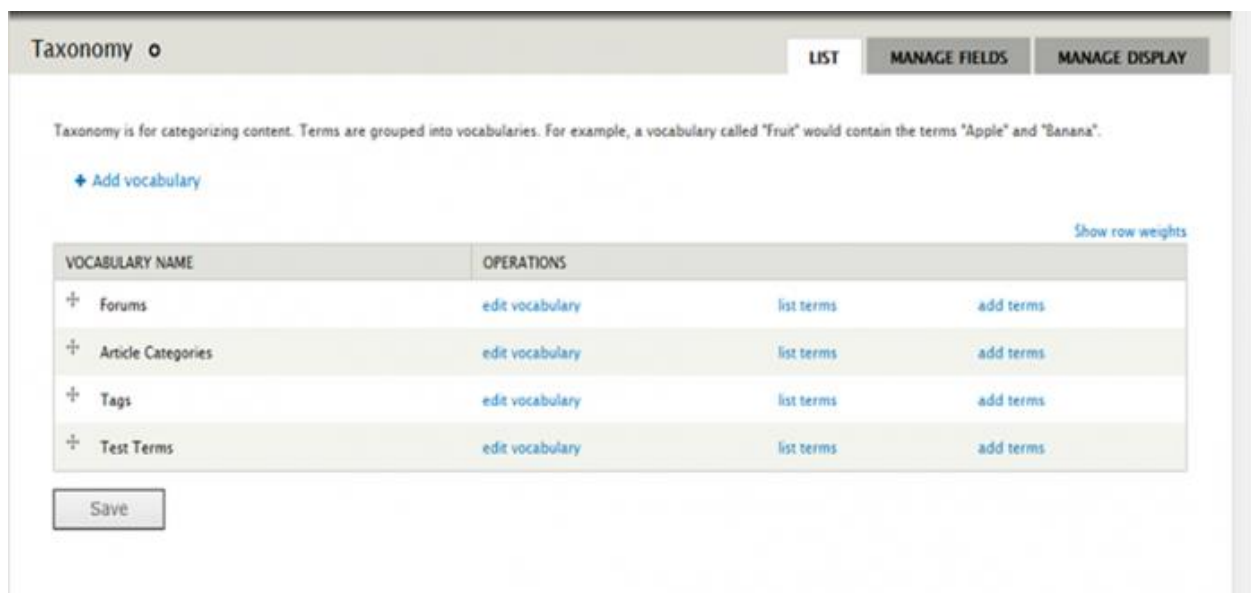 Taxonomy
LIST MANAGE FIELDS MANAGE DISPLAY
Taxonomy is for categorizing content. Terms are grouped into vocabularies. For example, a vocabulary called "Fruit" would contain the terms "Apple" and "Banana".
+ Add vocabulary
Show row weights
VOCABULARY NAME OPERATIONS
Forums edit vocabulary list terms add terms
Article Categories edit vocabulary list terms add terms
Tags edit vocabulary list terms add terms
Test Terms edit vocabulary list terms add terms
Save